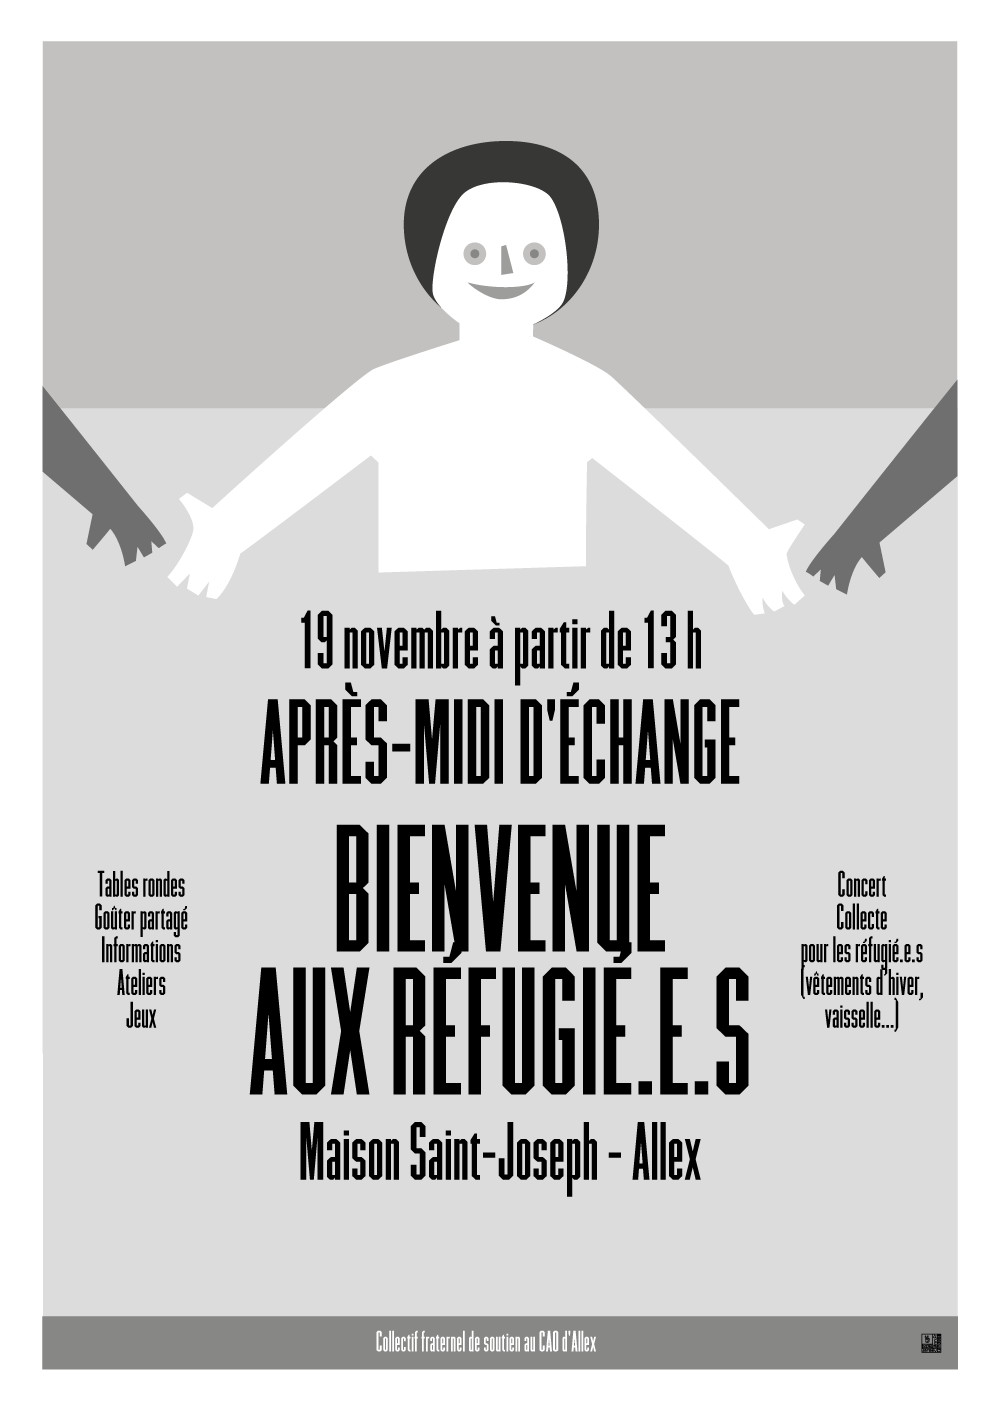 19 novembre à partir de 13 h
APRÈS-MIDI D'ÉCHANGE
BIENVENUE
AUX RÉFUGIÉ.E.S
Tables rondes
Goûter partagé
Informations
Ateliers
Jeux
Concert
Collecte
pour les réfugié.e.s
(vêtements d'hiver,
vaisselle...)
Maison Saint-Joseph - Allex
Collectif fraternel de soutien au CAO d'Allex